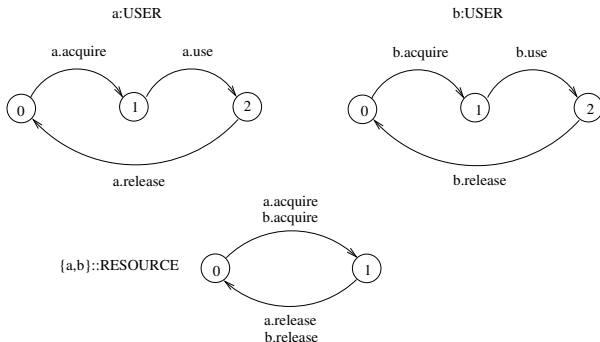 a:USER
b:USER
a.acquire
a.use
b.acquire
b.use
0
1
2
0
1
2
a.release
b.release
a.acquire
b.acquire
{a,b}::RESOURCE
0
1
a.release
b.release